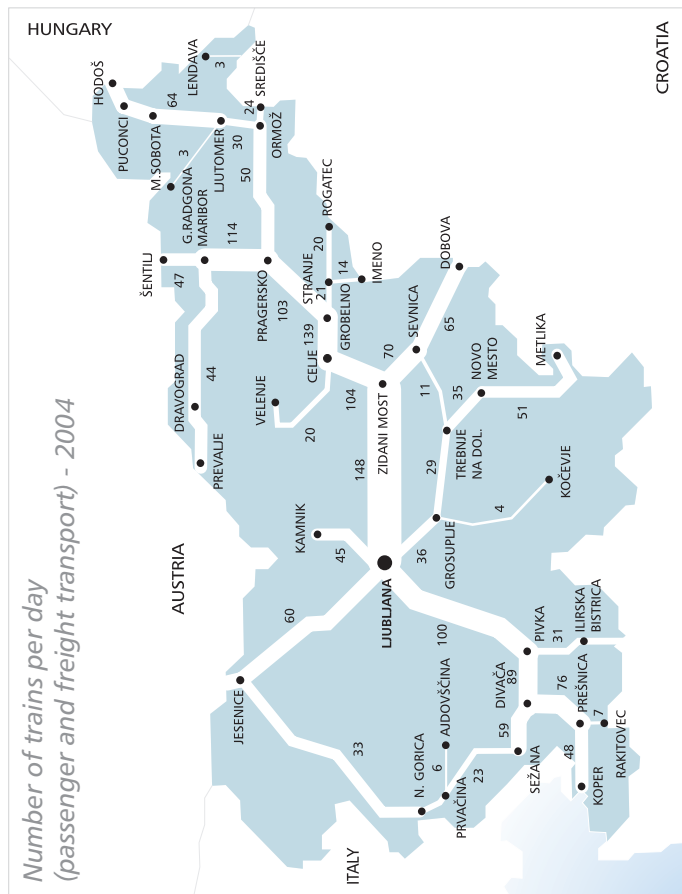 Number of trains per day
(passenger and freight transport) - 2004
HUNGARY
CROATIA
AUSTRIA
ITALY
HODOŠ
PUCONCI
64
M.SOBOTA
LENDAVA
3
SREDIŠČE
24
ORMOŽ
3
G.RADGONA
LJUTOMER
30
50
ŠENTILJ
47
MARIBOR
114
PRAGERSKO
103
ROGATEC
20
STRANJE
21
14
IMENO
GROBELNO
139
CELJE
DOBOVA
65
SEVNICA
70
DRAVOGRAD
44
PREVALJE
VELENJE
20
104
ZIDANI MOST
148
11
35
NOVO
MESTO
METLIKA
51
TREBNJE
NA DOL.
29
KOČEVJE
4
GROSUPLJE
36
KAMNIK
45
LJUBLJANA
60
100
JESENICE
33
N. GORICA
AJDOVŠČINA
6
PRVAČINA
23
PIVKA
31
ILIRSKA
BISTRICA
DIVAČA
89
76
59
SEŽANA
PREŠNICA
7
RAKITOVEC
48
KOPER